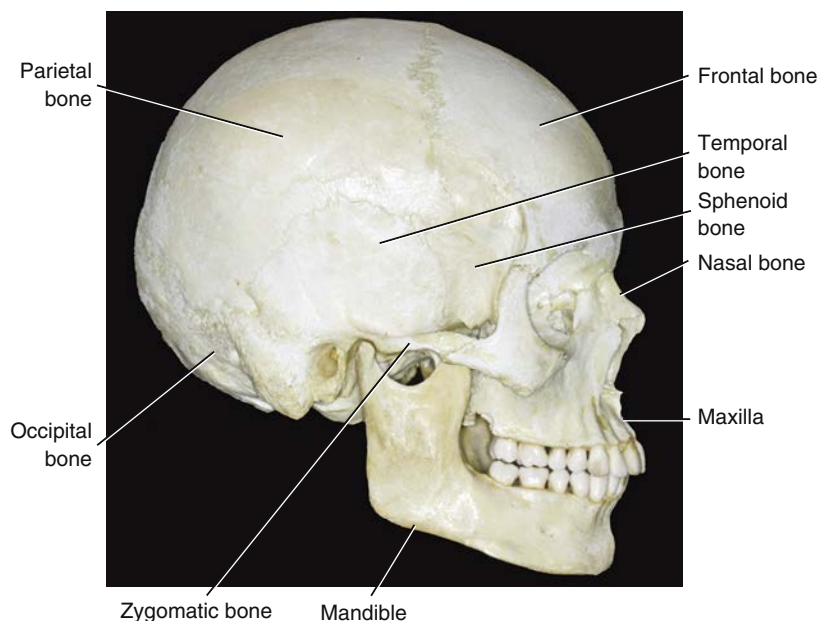 Parietal
bone
Frontal bone
Temporal
bone
Sphenoid
bone
Nasal bone
Maxilla
Occipital
bone
Zygomatic bone
Mandible